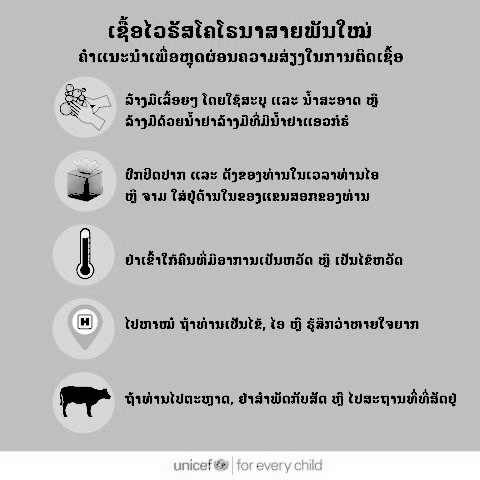 ເຊື້ອໄວຣັສໂຄໂຣນາສາຍພັນໃໝ່
ຄຳແນະນຳເພື່ອຫຼຸດຜ່ອນຄວາມສ່ຽງໃນການຕິດເຊື້ອ
ລ້າງມືເລື້ອຍໆ ໂດຍໃຊ້ສະບູ ແລະ ນ້ຳສະອາດ ຫຼື
ລ້າງມືດ້ວຍນ້ຳຢາລ້າງມືທີ່ມີນ້ຳຢາແອວກໍຮໍ
ປົກປິດປາກ ແລະ ດັງຂອງທ່ານໃນເວລາທ່ານໄອ
ຫຼື ຈາມ ໃສ່ຢູ່ດ້ານໃນຂອງແຂນສອກຂອງທ່ານ
ຢ່າເຂົ້າໃກ້ຄົນທີ່ມີອາການເປັນຫວັດ ຫຼື ເປັນໄຂ້ຫວັດ
ໄປຫາໝໍ ຖ້າທ່ານເປັນໄຂ້, ໄອ ຫຼື ຮູ້ສຶກວ່າຫາຍໃຈຍາກ
H
ຖ້າທ່ານໄປຕະຫຼາດ, ຢ່າສຳພັດກັບສັດ ຫຼື ໄປສະຖານທີ່ທີ່ສັດຢູ່
unicef | for every child